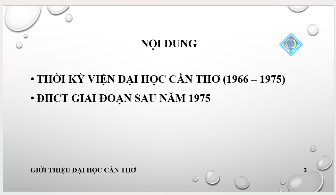 NỘI DUNG
• THỜI KỲ VIỆN ĐẠI HỌC CẦN THƠ (1966 – 1975)
• ĐHCT GIAI ĐOẠN SAU NĂM 1975
GIỚI THIỆU ĐẠI HỌC CẦN THƠ
2